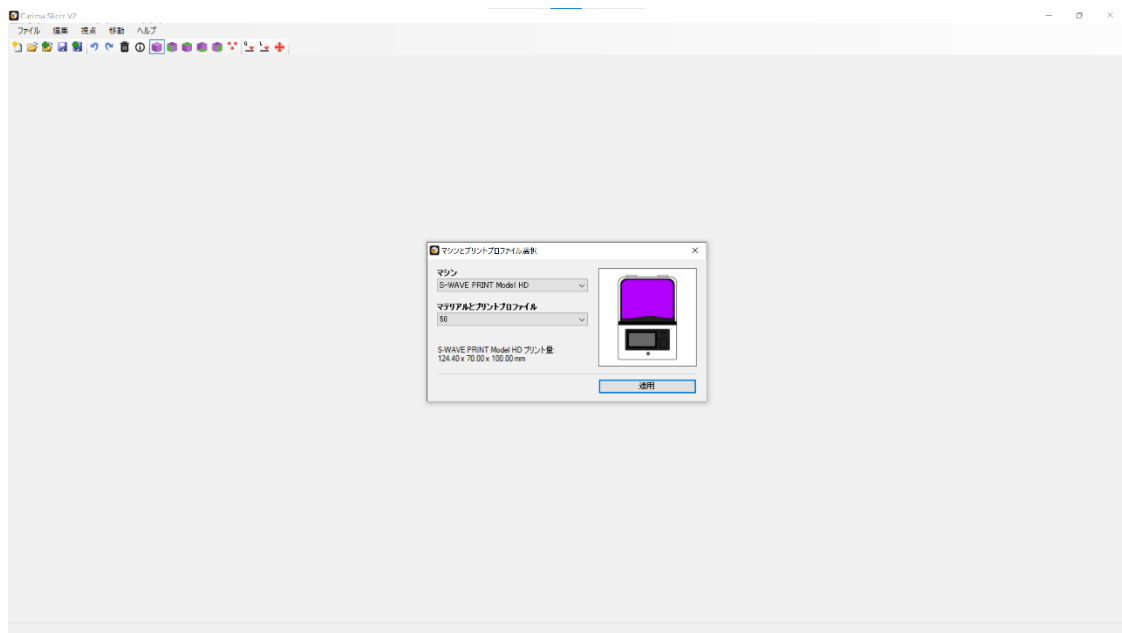 Carima Slicer V2
ファイル 編集 視点 移動 ヘルプ
マシンとプリントプロファイル選択
マシン
S-WAVE PRINT Model HD
マテリアルとプリントプロファイル
50
S-WAVE PRINT Model HD プリント量:
124.40 x 70.00 x 100.00 mm
適用